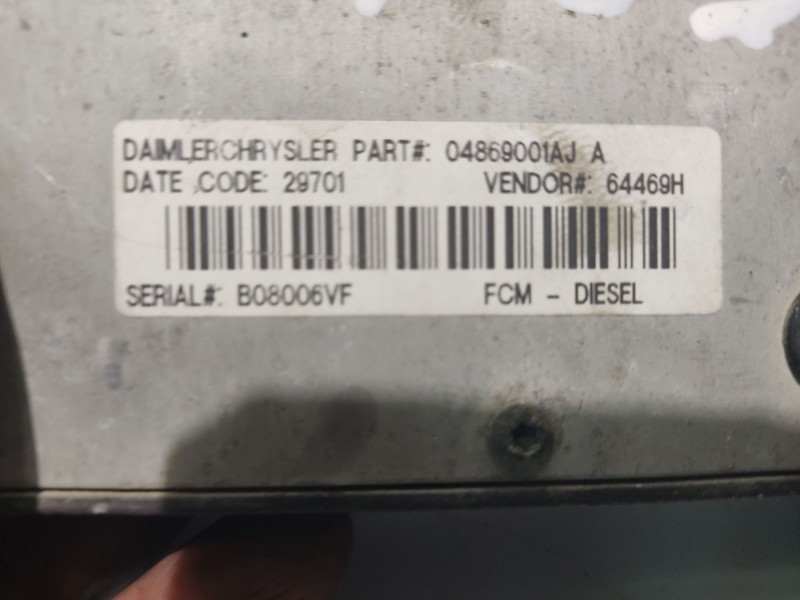 DAIMLERCHRYSLER PART#: 04869001AJ A
DATE CODE: 29701 VENDOR#: 64469H
SERIAL#: B08006VF FCM - DIESEL